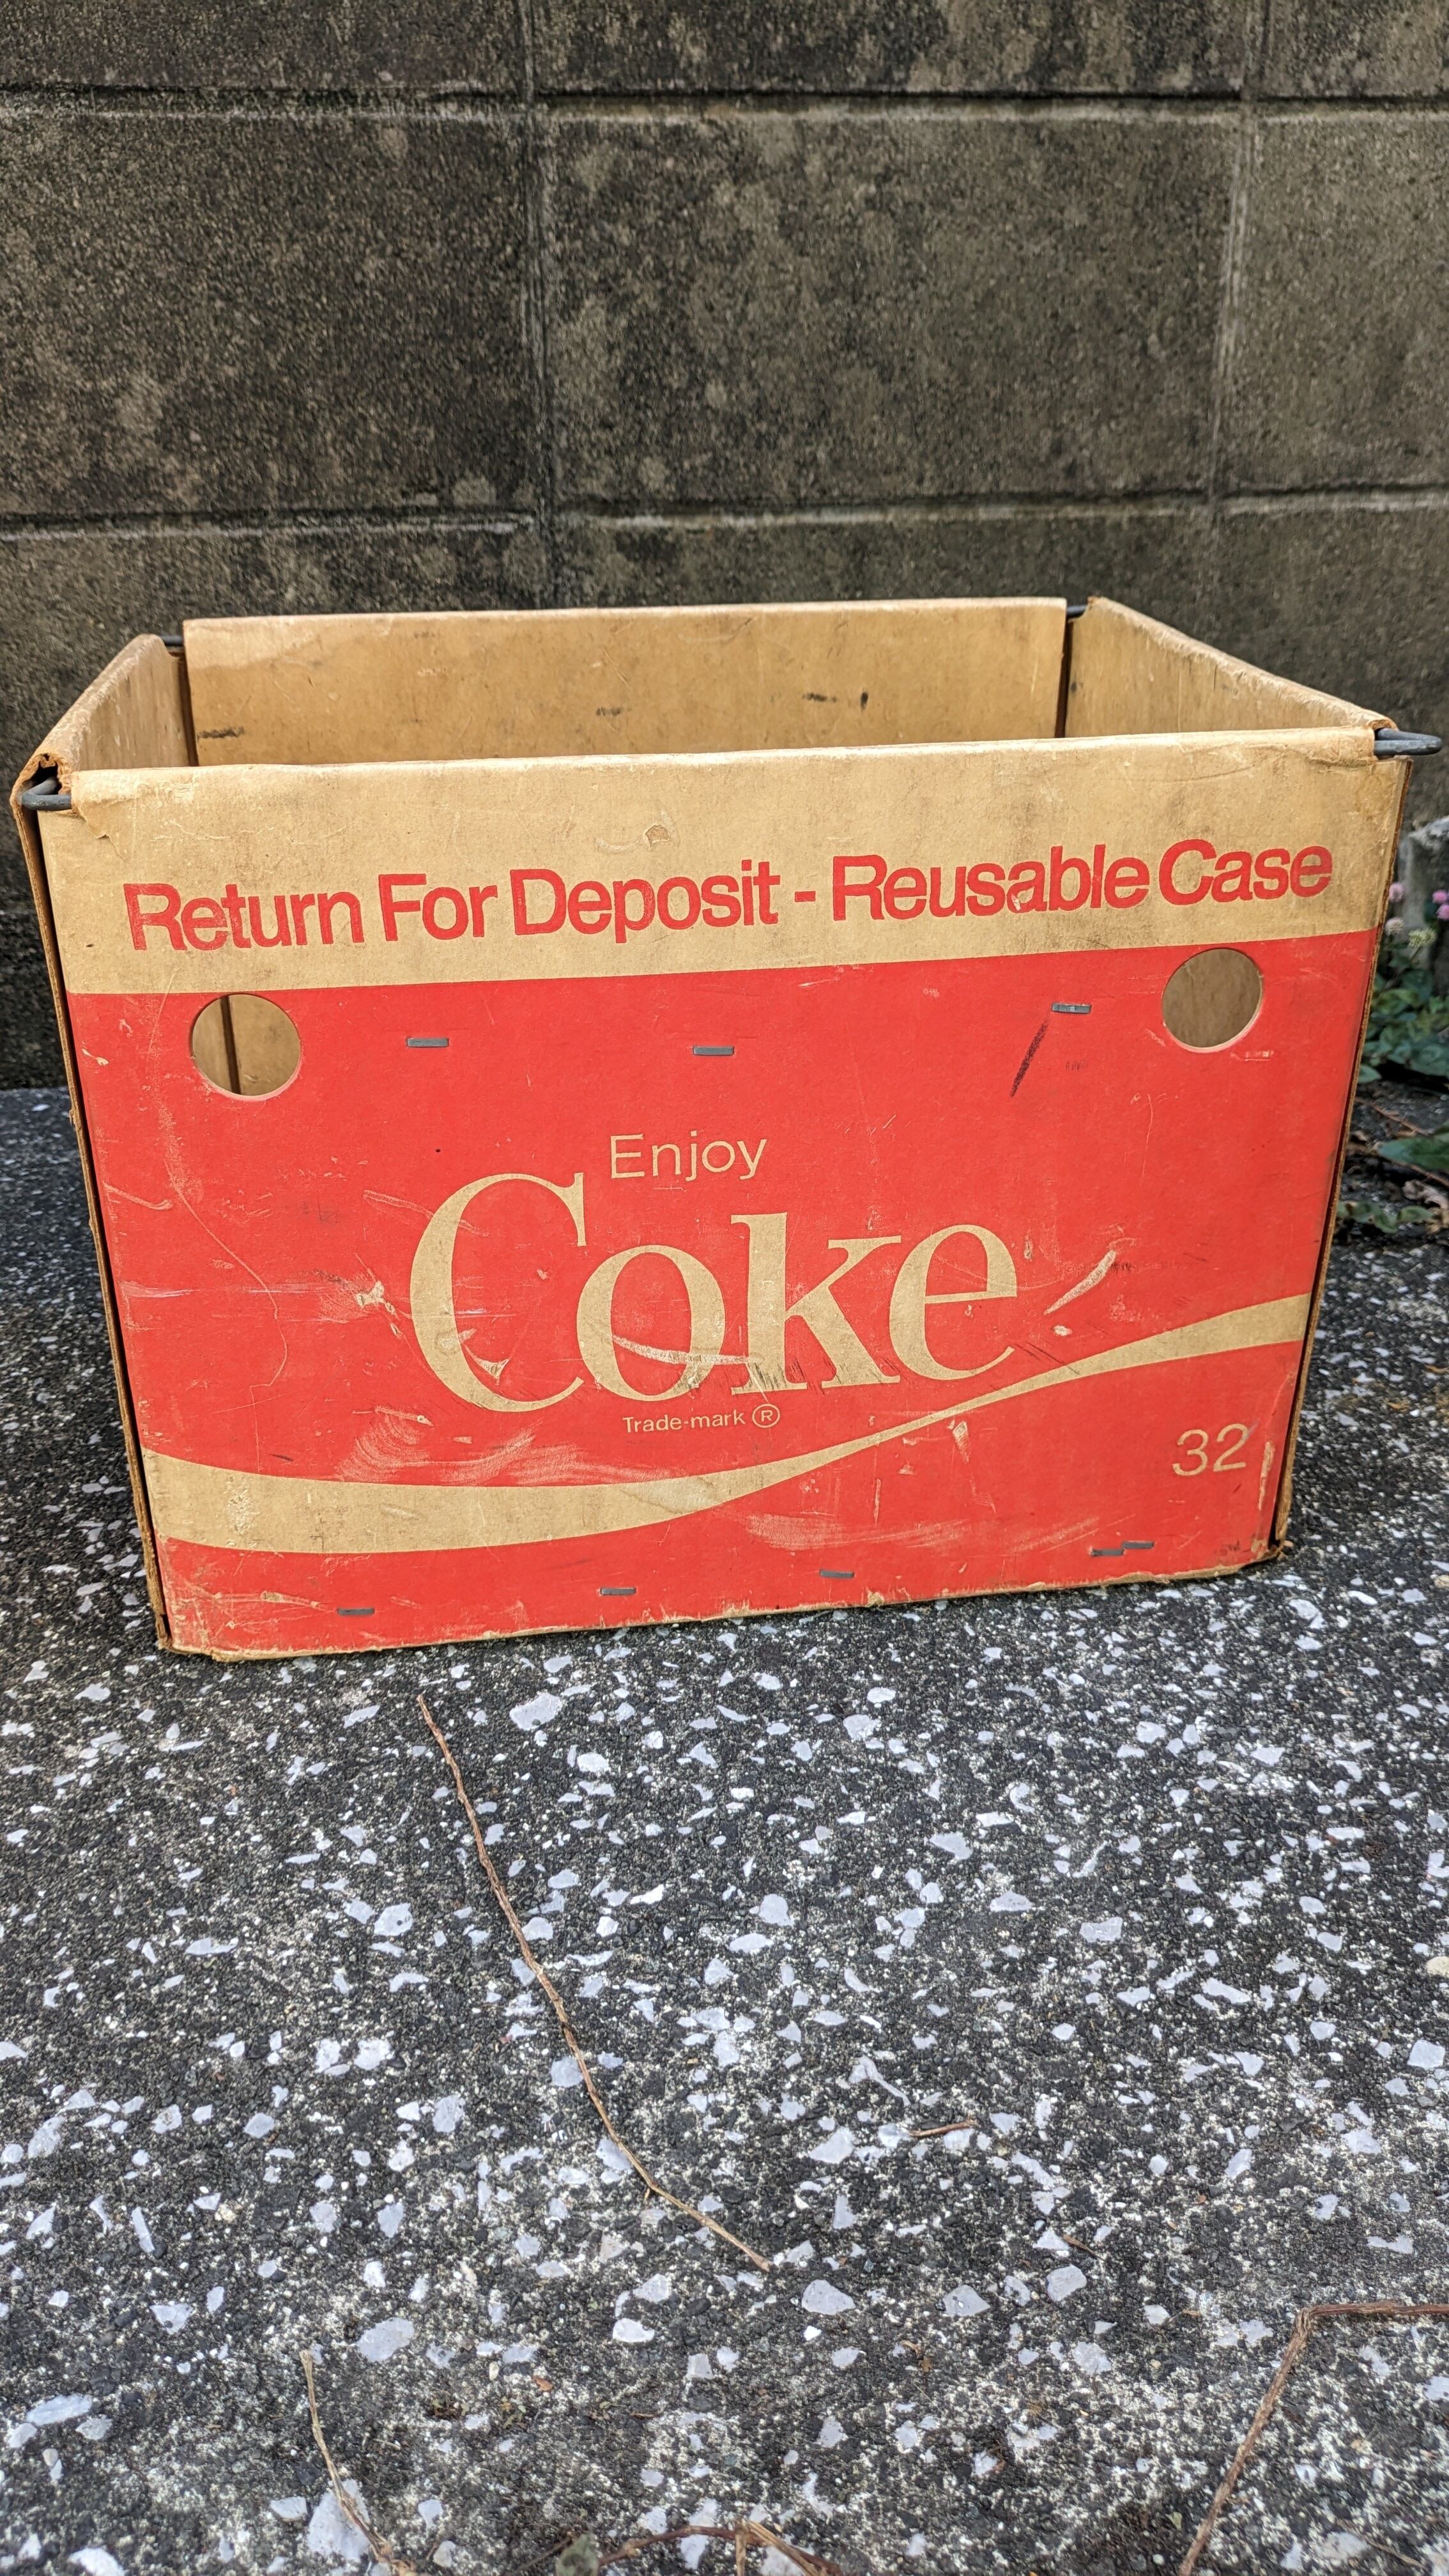 Return For Deposit - Reusable Case
Enjoy
Coke
Trade-mark ®
32